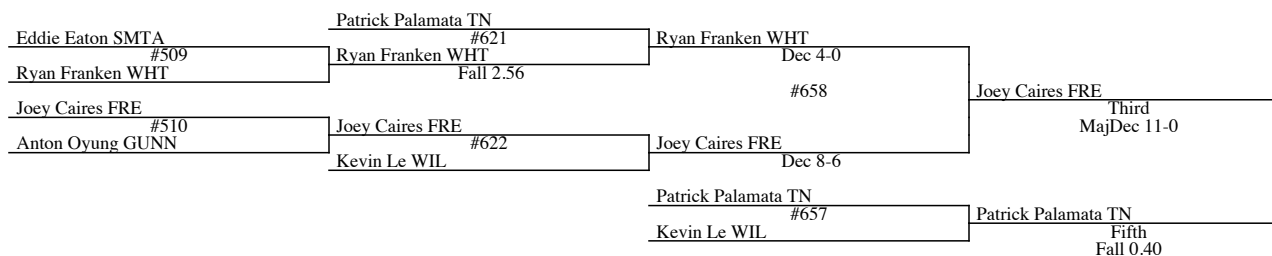 Patrick Palamata TN
Eddie Eaton SMTA
#621
Ryan Franken WHT
#509
Ryan Franken WHT
Dec 4-0
Ryan Franken WHT
Fall 2.56
#658
Joey Caires FRE
Joey Caires FRE
Third
#510
Joey Caires FRE
MajDec 11-0
Anton Oyung GUNN
#622
Joey Caires FRE
Kevin Le WIL
Dec 8-6
Patrick Palamata TN
#657
Patrick Palamata TN
Kevin Le WIL
Fifth
Fall 0.40